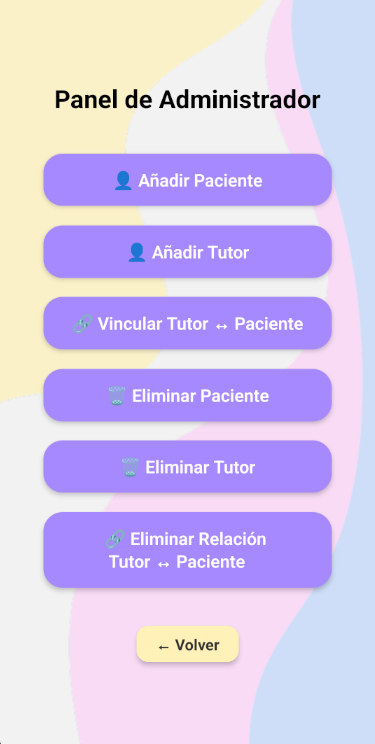 Panel de Administrador
👤 Añadir Paciente
👤 Añadir Tutor
🔗 Vincular Tutor ↔ Paciente
🗑️ Eliminar Paciente
🗑️ Eliminar Tutor
🔗 Eliminar Relación
Tutor ↔ Paciente
← Volver